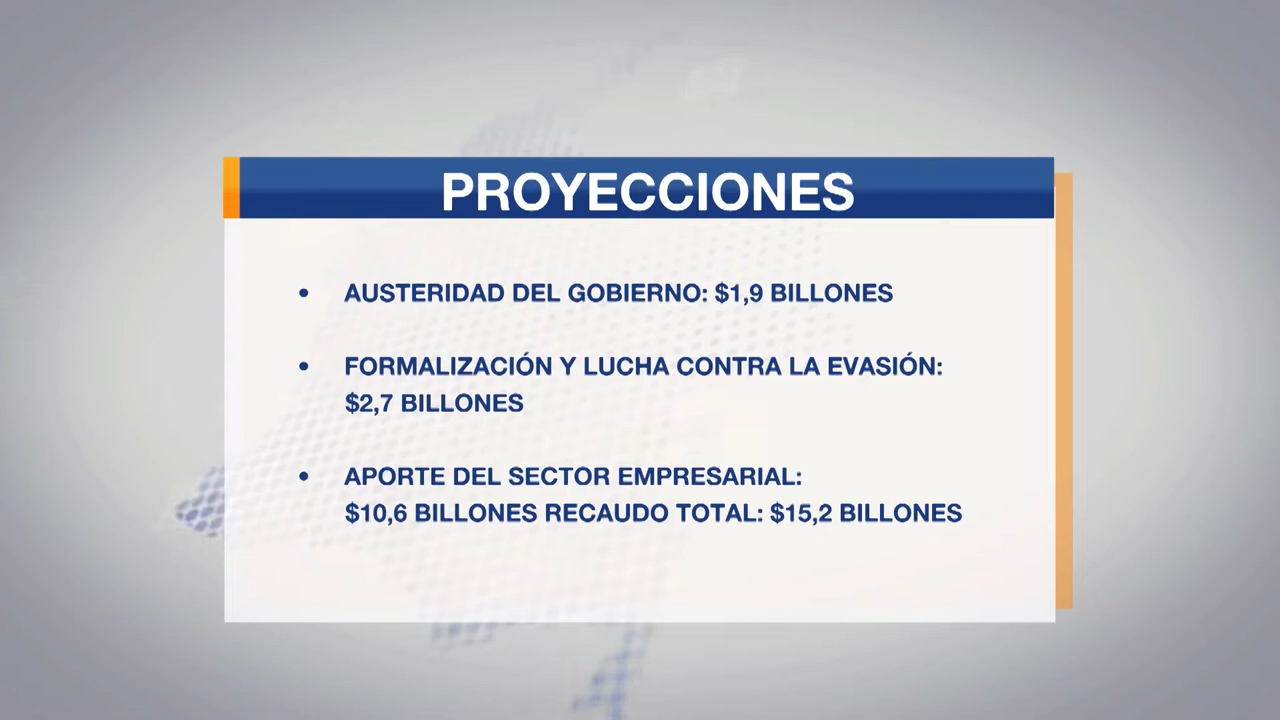 PROYECCIONES
• AUSTERIDAD DEL GOBIERNO: $1,9 BILLONES
• FORMALIZACIÓN Y LUCHA CONTRA LA EVASIÓN:
$2,7 BILLONES
• APORTE DEL SECTOR EMPRESARIAL:
$10,6 BILLONES RECAUDO TOTAL: $15,2 BILLONES